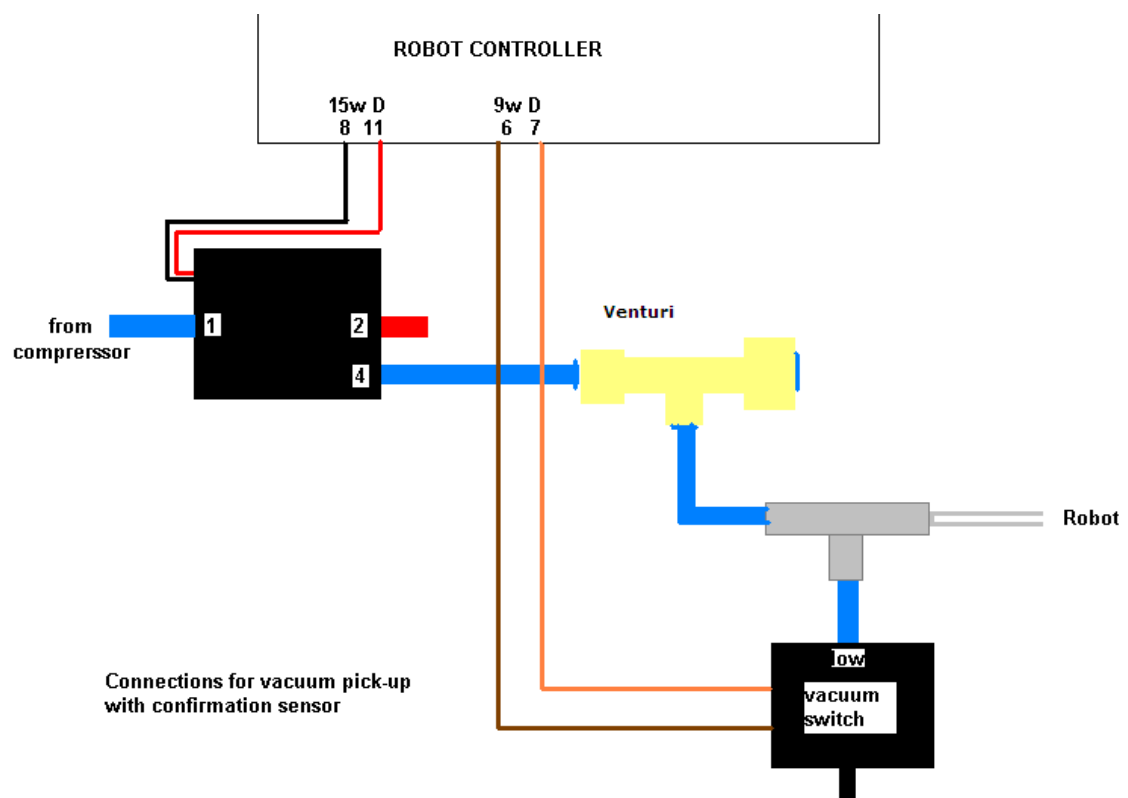 ROBOT CONTROLLER
15w D
8 11
9w D
6 7
Venturi
from
comprerssor
1
2
4
Robot
low
vacuum
switch
Connections for vacuum pick-up
with confirmation sensor